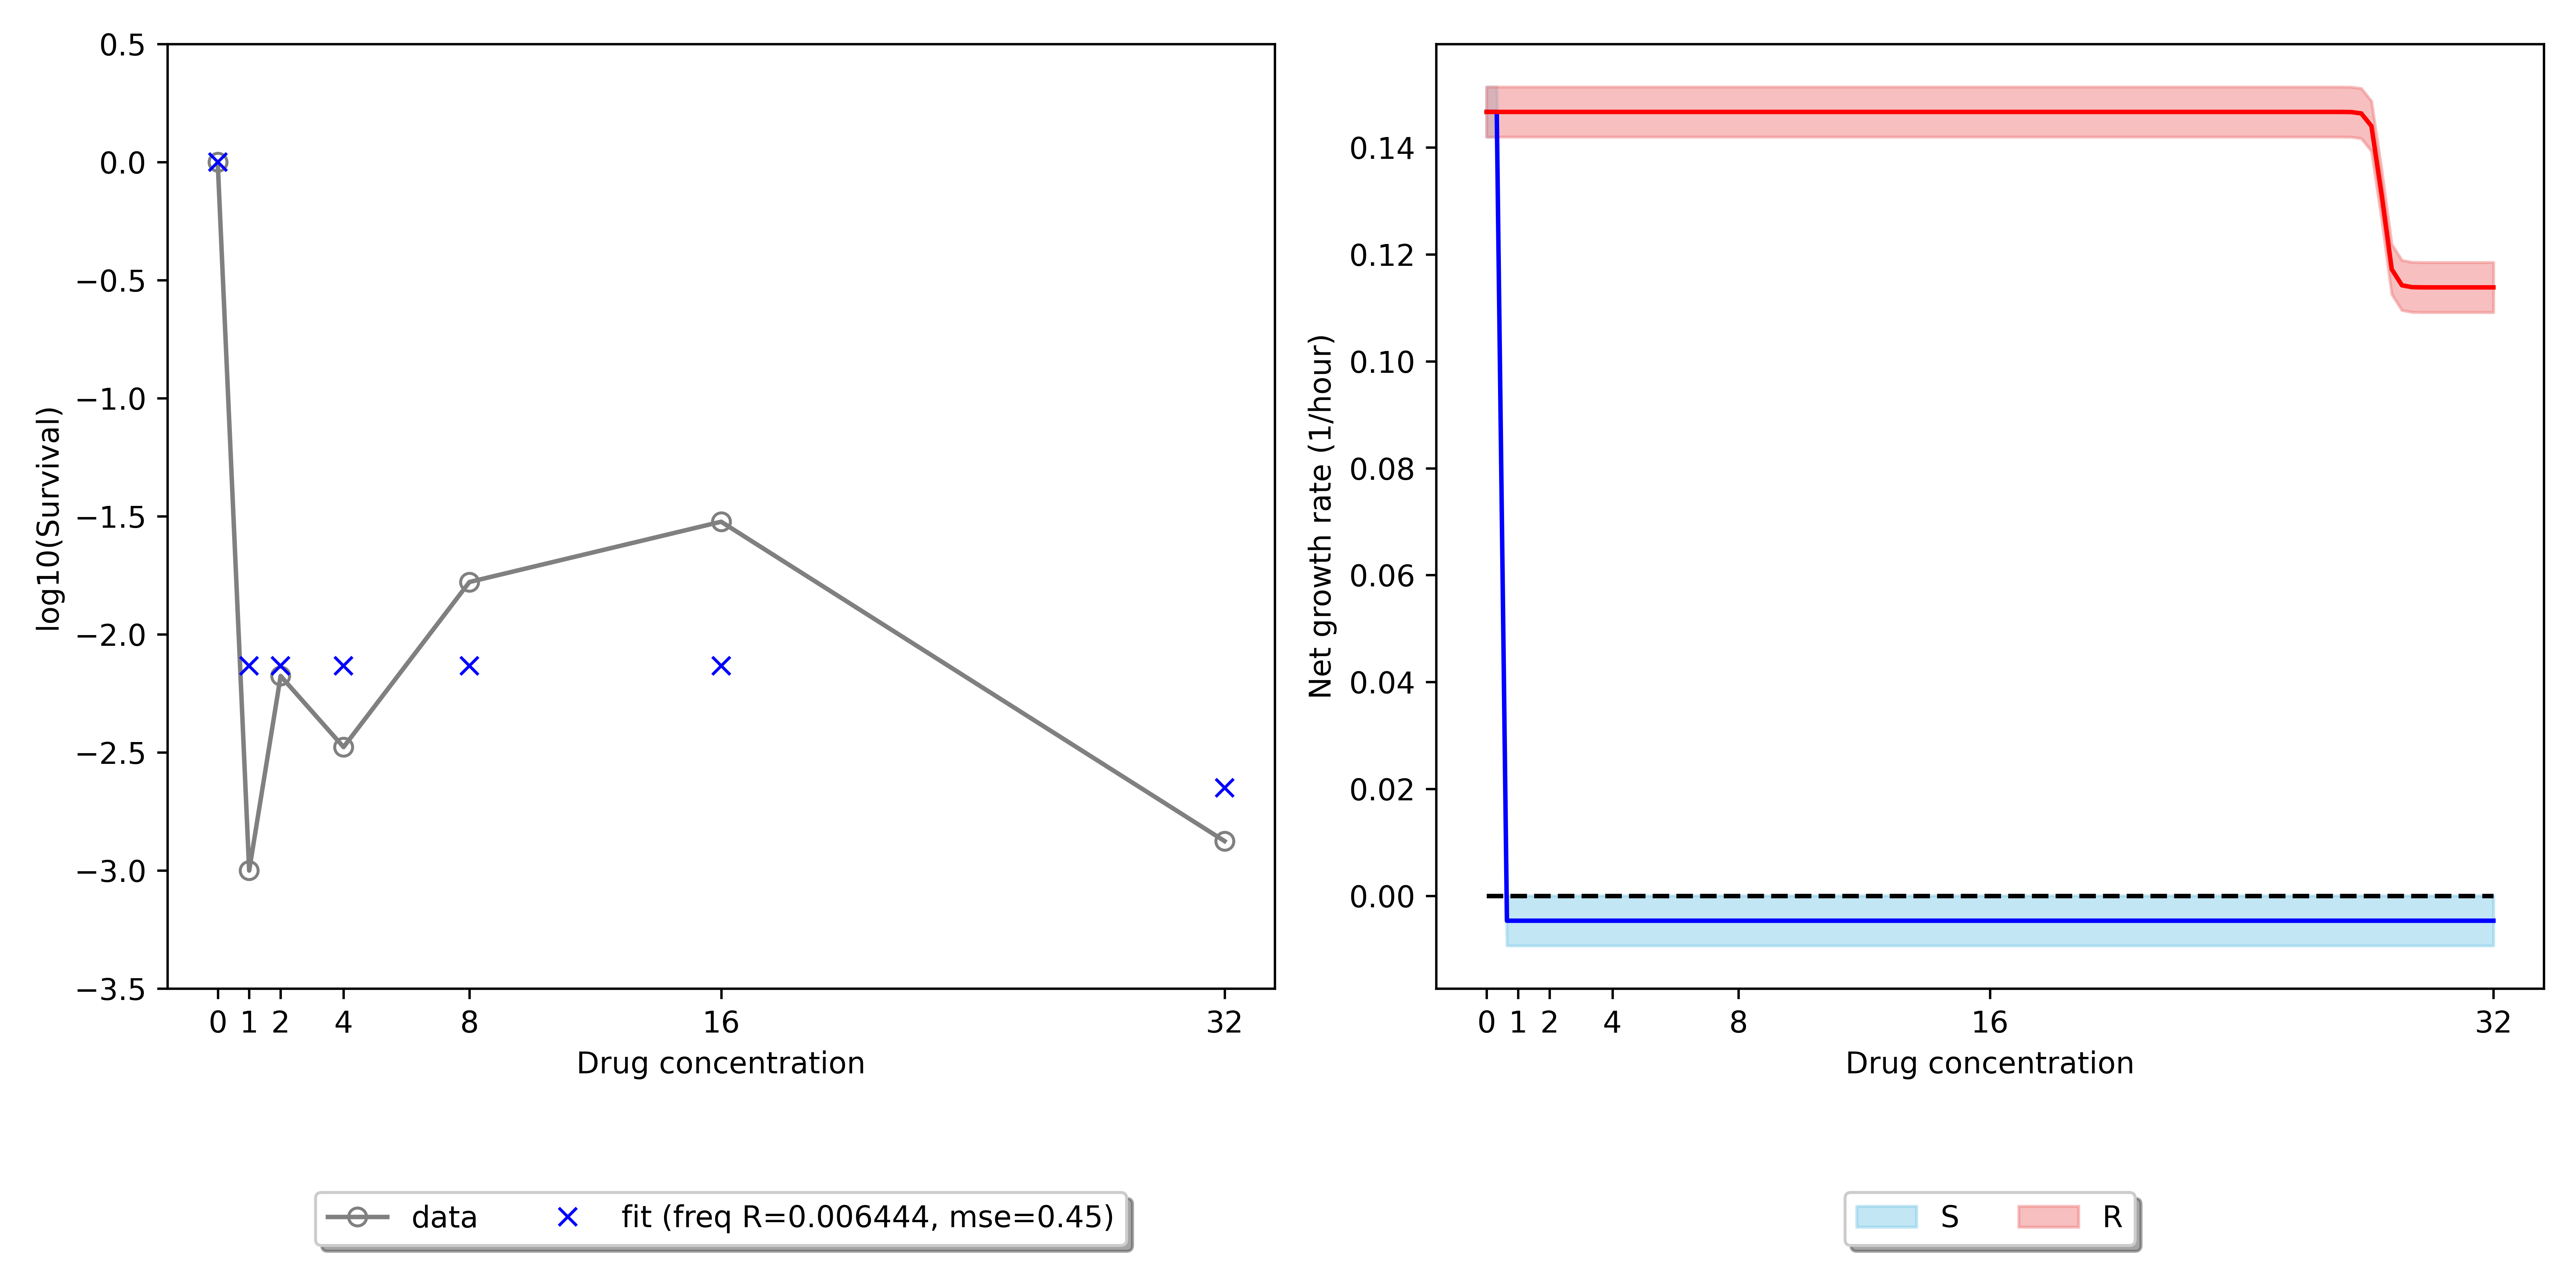 0.5
0.0
−0.5
−1.0
−1.5
−2.0
−2.5
−3.0
−3.5
log10(Survival)
0 1 2 4 8 16 32
Drug concentration
data fit (freq R=0.006444, mse=0.45)
0.14
0.12
0.10
0.08
0.06
0.04
0.02
0.00
Net growth rate (1/hour)
0 1 2 4 8 16 32
Drug concentration
S R